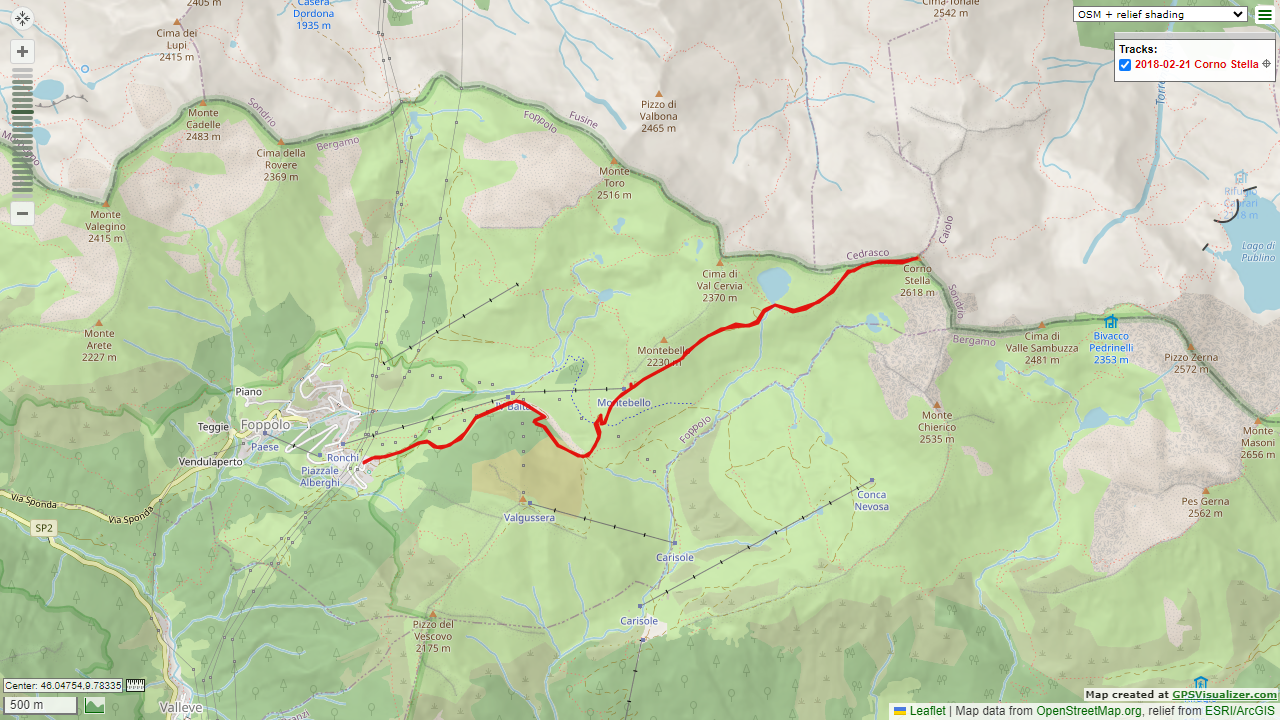 2405 m
Casera
Dordona
1935 m
Cima-Tonale
2542 m
OSM + relief shading
Tracks:
2018-02-21 Corno Stella
Cima dei
Lupi
2415 m
Monte
Cadelle
2483 m
Sondrio
Bergamo
Cima della
Rovere
2369 m
Foppolo
Fusine
Pizzo di
Valbona
2465 m
Monte
Toro
2516 m
Monte
Valegino
2415 m
Cedrasco
Caiolo
Lago di
Publino
Cima di
Val Cervia
2370 m
Corno
Stella
2618 m
Sondrio
Bergamo
Cima di
Valle Sambuzza
2481 m
Bivacco
Pedrinelli
2353 m
Pizzo Zerna
2572 m
Monte
Arete
2227 m
Montebello
2230 m
Piano
IV Baita
Montebello
Teggie
Foppolo
Paese
Vendulaperto
Ronchi
Piazzale
Alberghi
Foppolo
Monte
Chierico
2535 m
Monte
Masoni
2656 m
Via Sponda
Via Sponda
SP2
Valgussera
Conca
Nevosa
Pes Gerna
2562 m
Carisole
Carisole
Pizzo del
Vescovo
2175 m
Center: 46.04754,9.78335
500 m
Valleve
Map created at GPSVisualizer.com
Leaflet | Map data from OpenStreetMap.org, relief from ESRI/ArcGIS